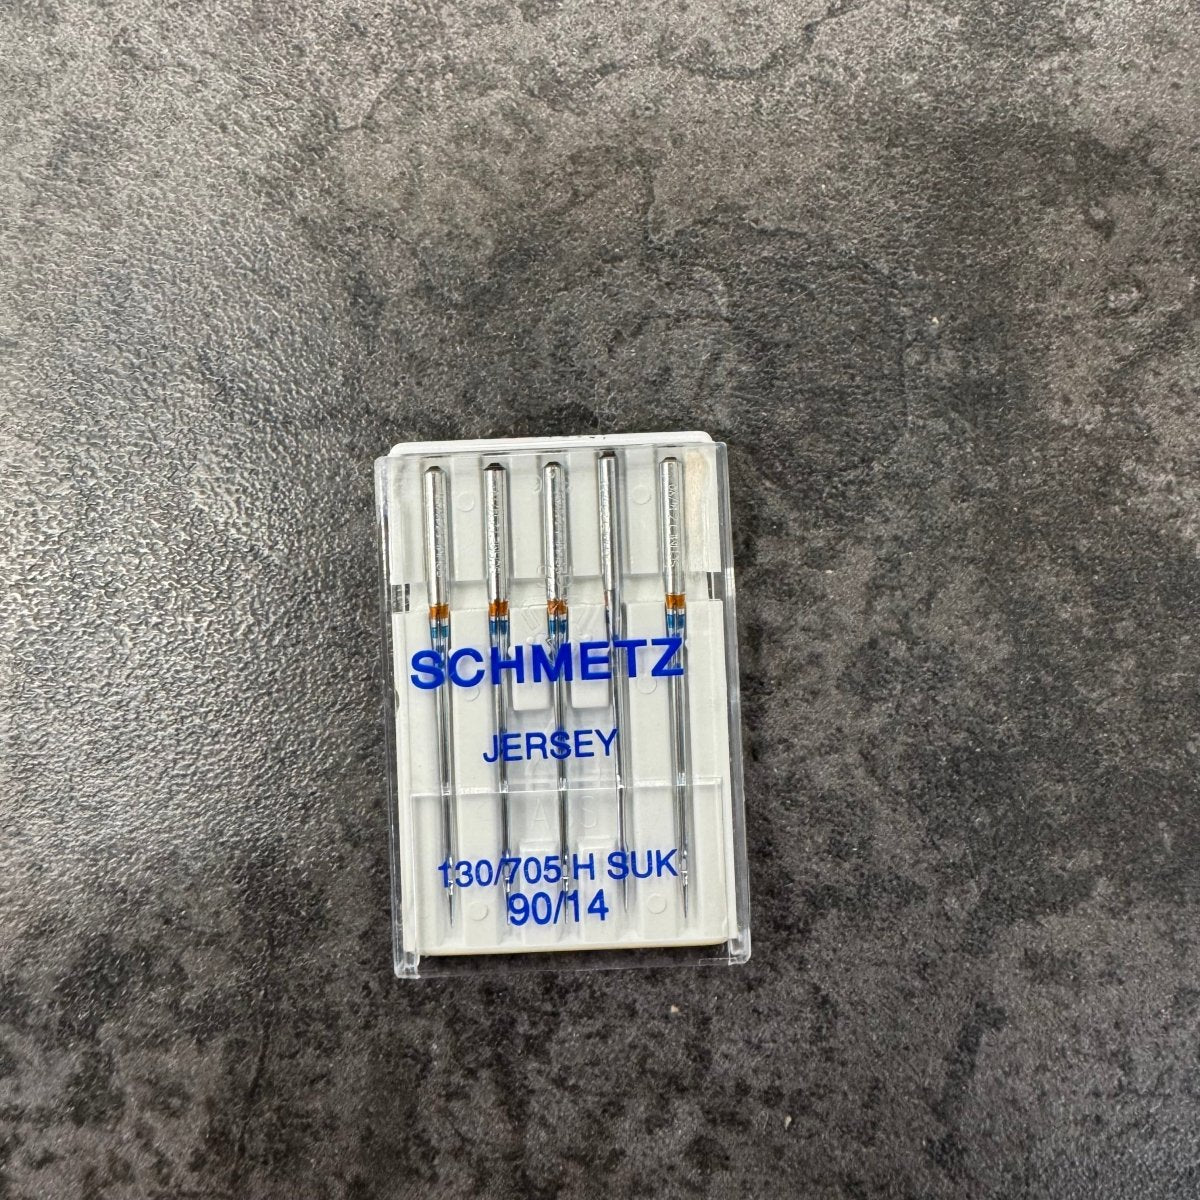 SCHMETZ
JERSEY
130/705 H SUK
90/14